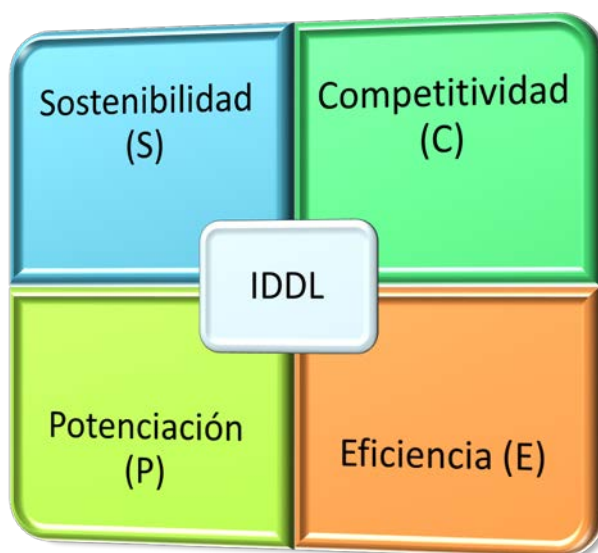 Sostenibilidad
(S)
Competitividad
(C)
IDDL
Potenciación
(P)
Eficiencia (E)